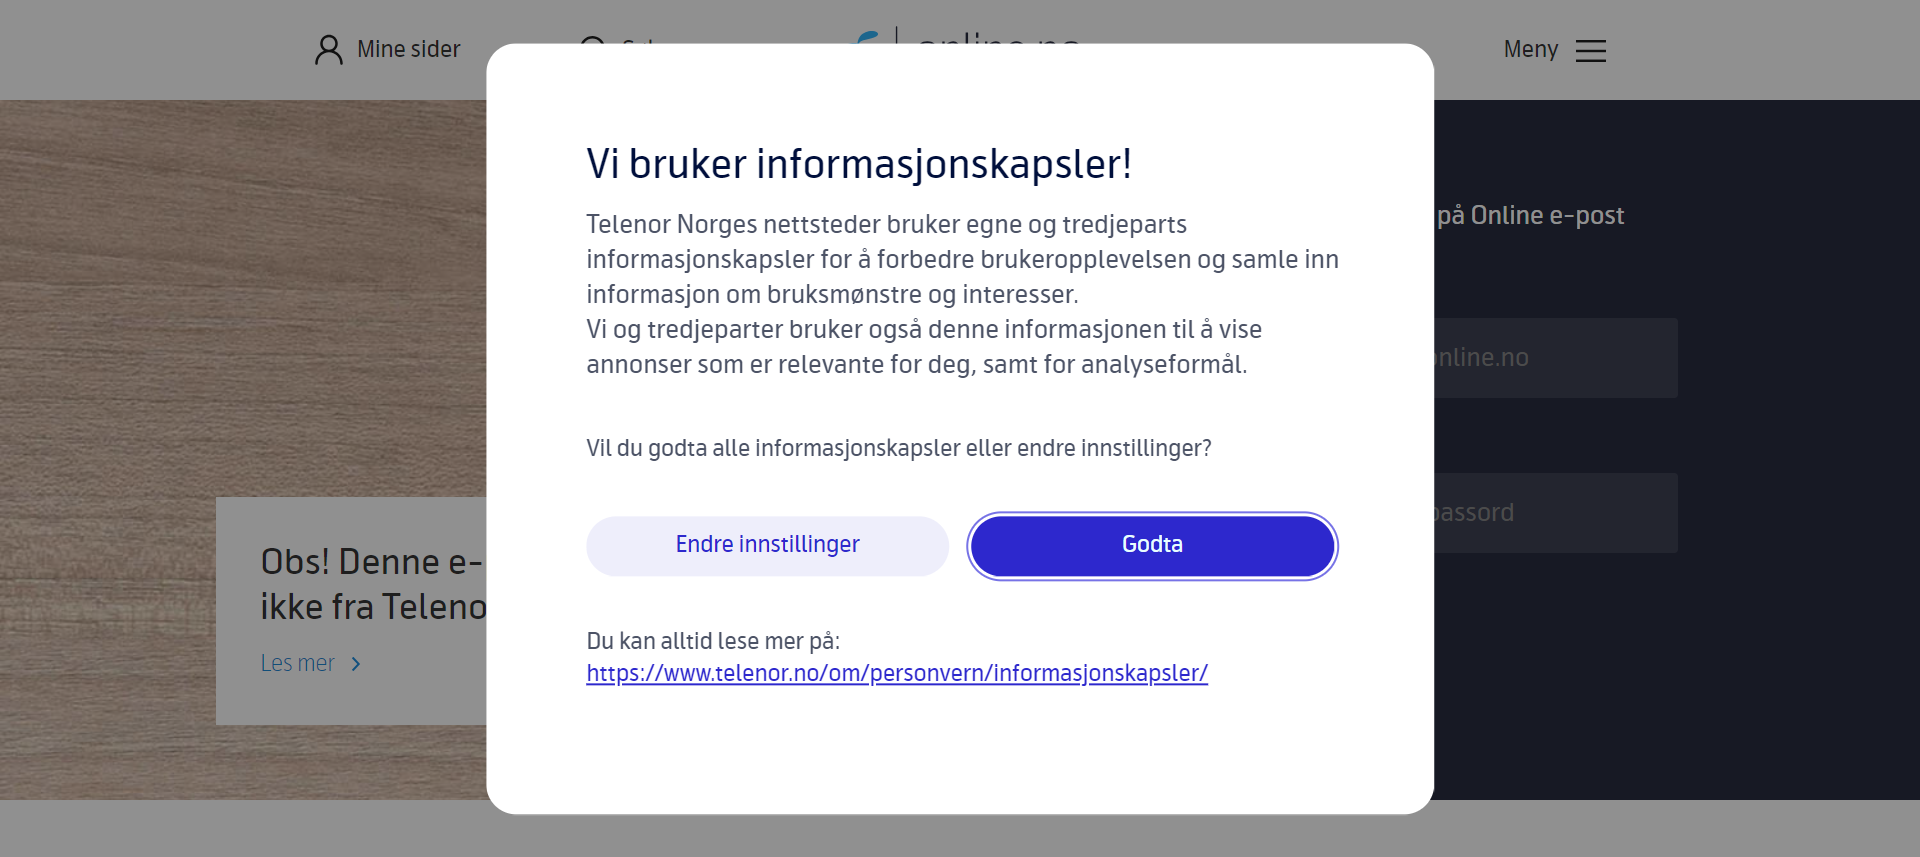 Mine sider
Meny
Vi bruker informasjonskapsler!
Telenor Norges nettsteder bruker egne og tredjeparts
informasjonskapsler for å forbedre brukeropplevelsen og samle inn
informasjon om bruksmønstre og interesser.
Vi og tredjeparter bruker også denne informasjonen til å vise
annonser som er relevante for deg, samt for analyseformål.
Vil du godta alle informasjonskapsler eller endre innstillinger?
Endre innstillinger
Godta
Du kan alltid lese mer på:
https://www.telenor.no/om/personvern/informasjonskapsler/
på Online e-post
online.no
passord
Obs! Denne e-
ikke fra Teleno
Les mer